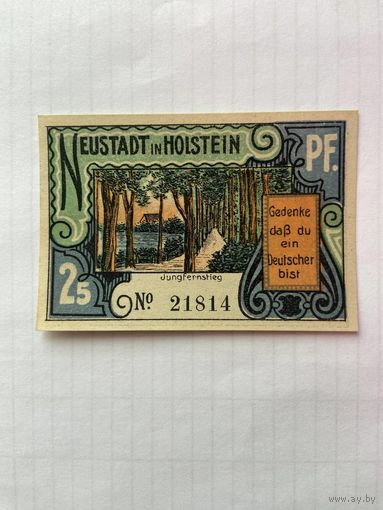 NEUSTADT IN HOLSTEIN
PF.
Gedenke
daß du
ein
Deutscher
bist
Jungfernstieg
25
No 21814
www.ay.by